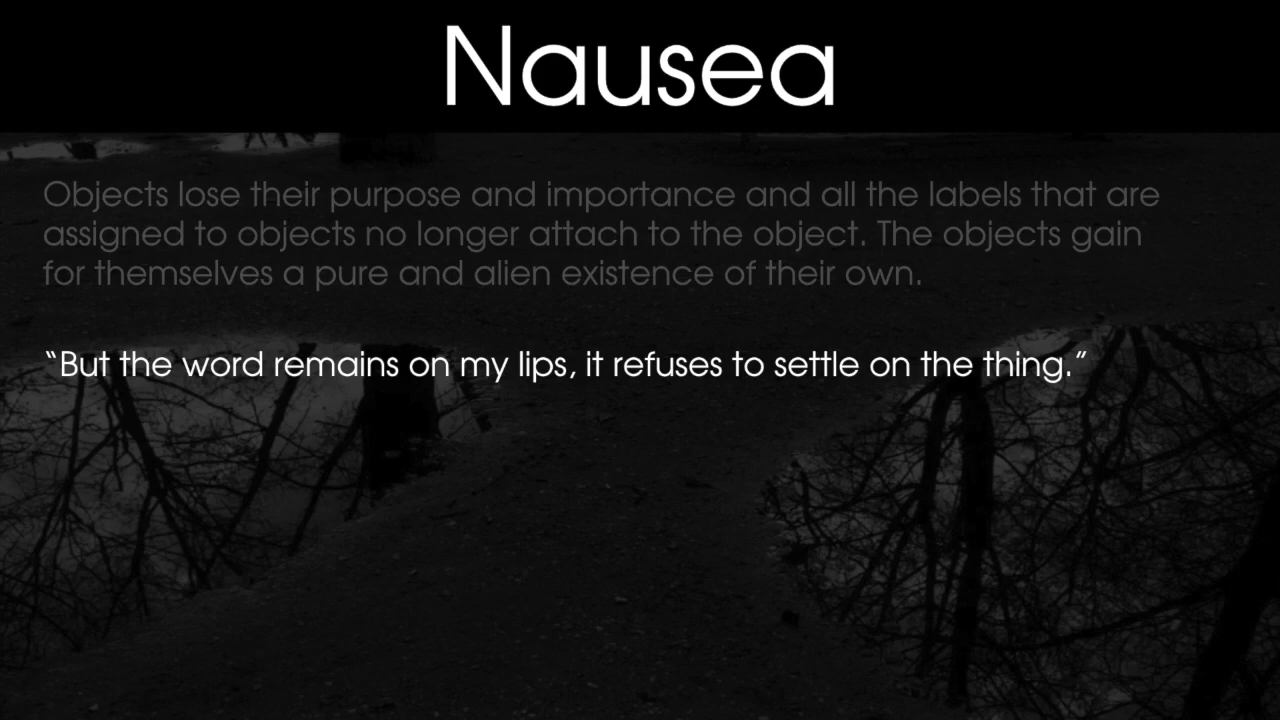 Nausea
Objects lose their purpose and importance and all the labels that are
assigned to objects no longer attach to the object. The objects gain
for themselves a pure and alien existence of their own.
“But the word remains on my lips, it refuses to settle on the thing.”